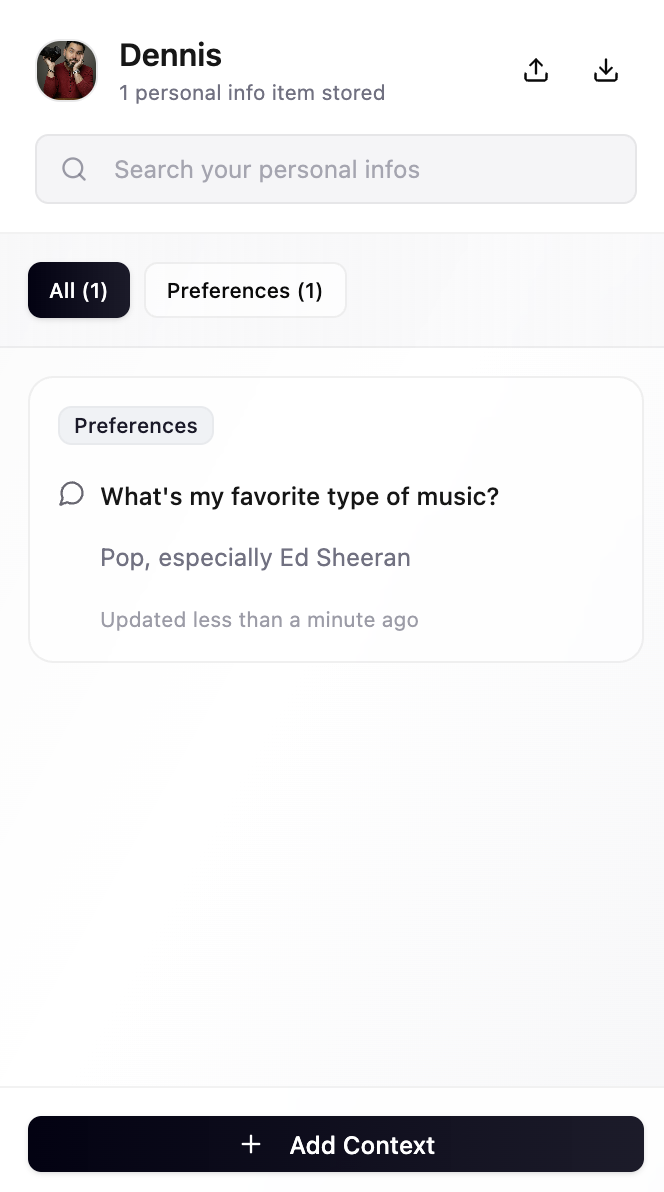 Dennis
1 personal info item stored
Search your personal infos
All (1)
Preferences (1)
Preferences
What's my favorite type of music?
Pop, especially Ed Sheeran
Updated less than a minute ago
Add Context